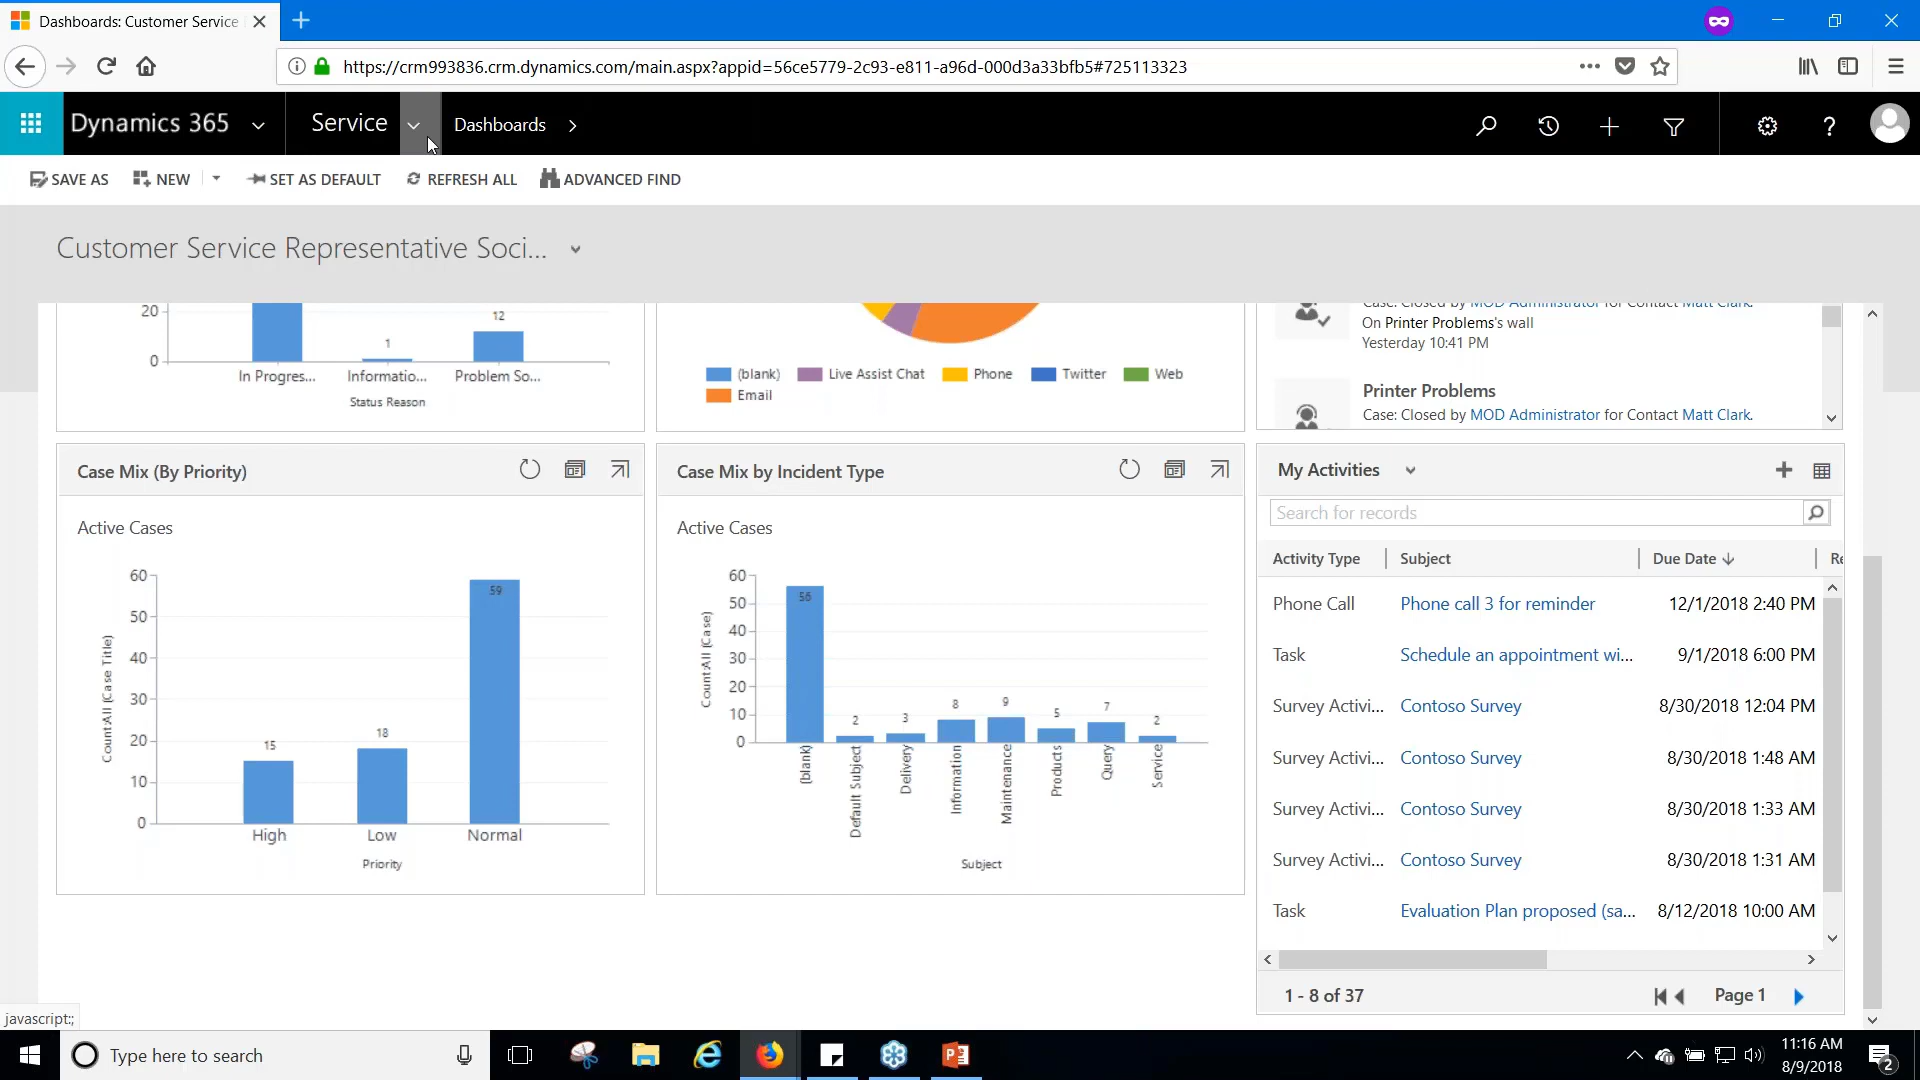 Dashboards: Customer Service
https://crm993836.crm.dynamics.com/main.aspx?appid=56ce5779-2c93-e811-a96d-000d3a33bfb5#725113323
Dynamics 365
Service
Dashboards
SAVE AS
NEW
SET AS DEFAULT
REFRESH ALL
ADVANCED FIND
Customer Service Representative Soci...
20
0
1
12
In Progres...
Informatio...
Problem So...
Status Reason
(blank)
Live Assist Chat
Phone
Twitter
Web
Email
Case: Closed by MOD Administrator for Contact Matt Clark.
On Printer Problems's wall
Yesterday 10:41 PM
Printer Problems
Case: Closed by MOD Administrator for Contact Matt Clark.
Case Mix (By Priority)
Active Cases
60
50
40
30
20
10
0
CountAll (Case Title)
15
18
59
High
Low
Normal
Priority
Case Mix by Incident Type
Active Cases
60
50
40
30
20
10
0
CountAll (Case)
56
2
3
8
9
5
7
2
(blank)
Default Subject
Delivery
Information
Maintenance
Products
Query
Service
Subject
My Activities
Search for records
Activity Type
Subject
Due Date
Phone Call Phone call 3 for reminder 12/1/2018 2:40 PM
Task Schedule an appointment wi... 9/1/2018 6:00 PM
Survey Activi... Contoso Survey 8/30/2018 12:04 PM
Survey Activi... Contoso Survey 8/30/2018 1:48 AM
Survey Activi... Contoso Survey 8/30/2018 1:33 AM
Survey Activi... Contoso Survey 8/30/2018 1:31 AM
Task Evaluation Plan proposed (sa... 8/12/2018 10:00 AM
1 - 8 of 37
Page 1
javascript:;
Type here to search
11:16 AM
8/9/2018
2